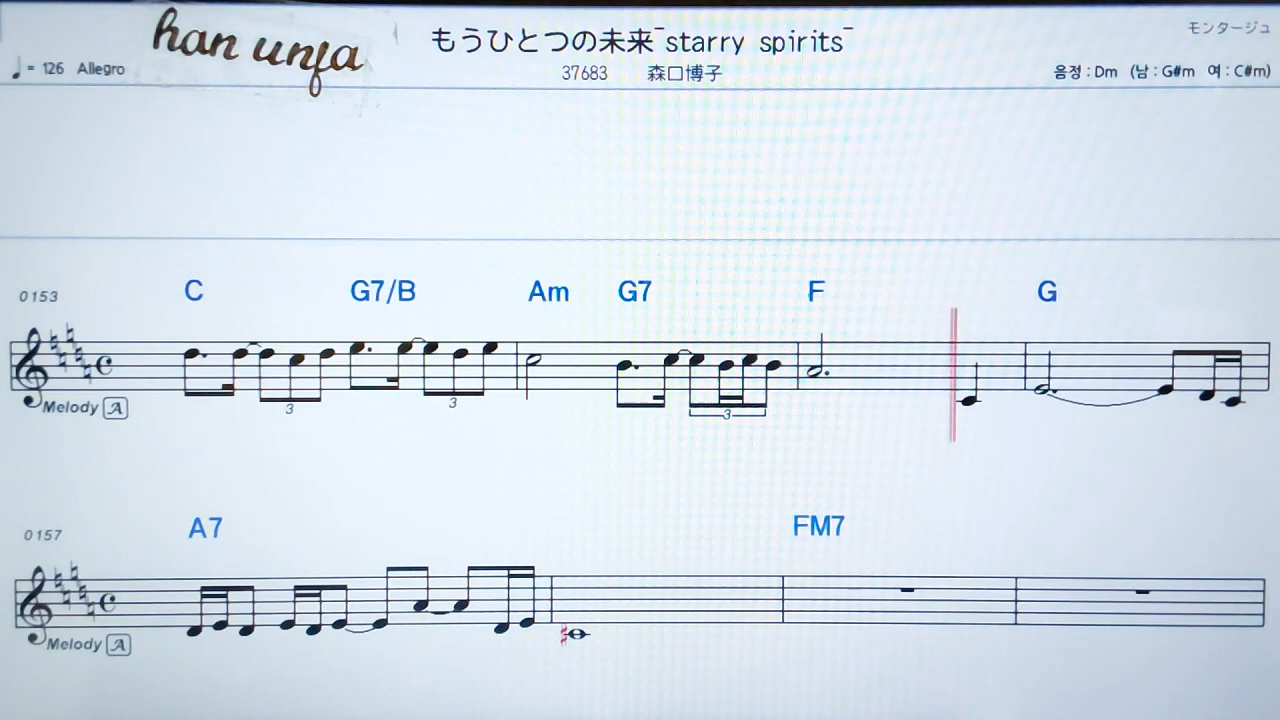 han unfa
もうひとつの未来¯starry spirits¯
モンタージュ
♩= 126 Allegro
37683 森口博子
음정 : Dm (남 : G#m 여 : C#m)
0153
C G7/B Am G7 F G
3 3 3
Melody A
0157
A7 FM7
Melody A